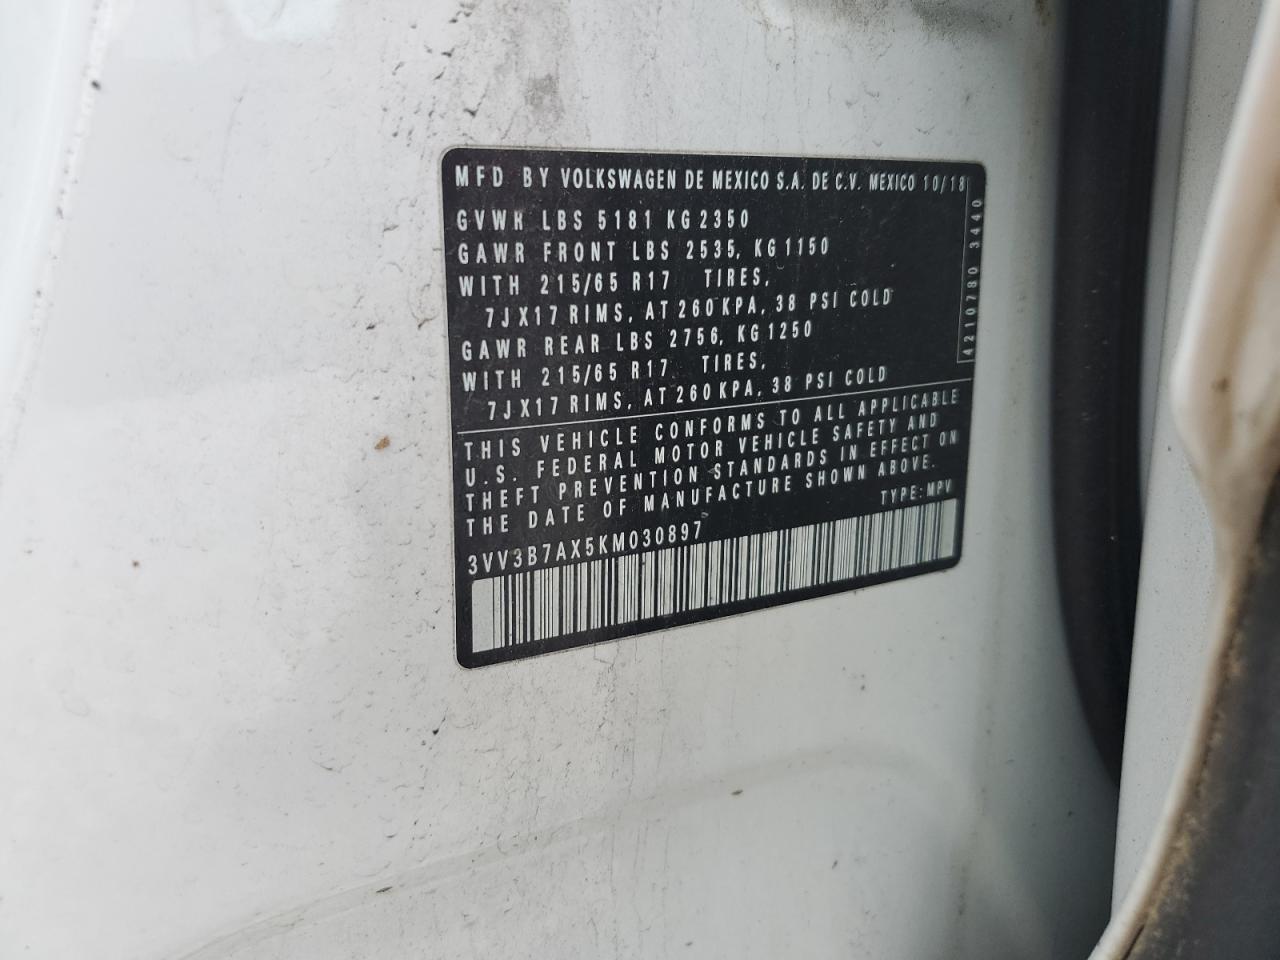 MFD BY VOLKSWAGEN DE MEXICO S.A. DE C.V. MEXICO 10/18
GVWR LBS 5181 KG 2350
GAWR FRONT LBS 2535, KG 1150
WITH 215/65 R17 TIRES,
7JX17 RIMS, AT 260 KPA, 38 PSI COLD
GAWR REAR LBS 2756, KG 1250
WITH 215/65 R17 TIRES,
7JX17 RIMS, AT 260 KPA, 38 PSI COLD
4210780 3440
THIS VEHICLE CONFORMS TO ALL APPLICABLE
U.S. FEDERAL MOTOR VEHICLE SAFETY AND
THEFT PREVENTION STANDARDS IN EFFECT ON
THE DATE OF MANUFACTURE SHOWN ABOVE.
TYPE: MPV
3VV3B7AX5KM030897